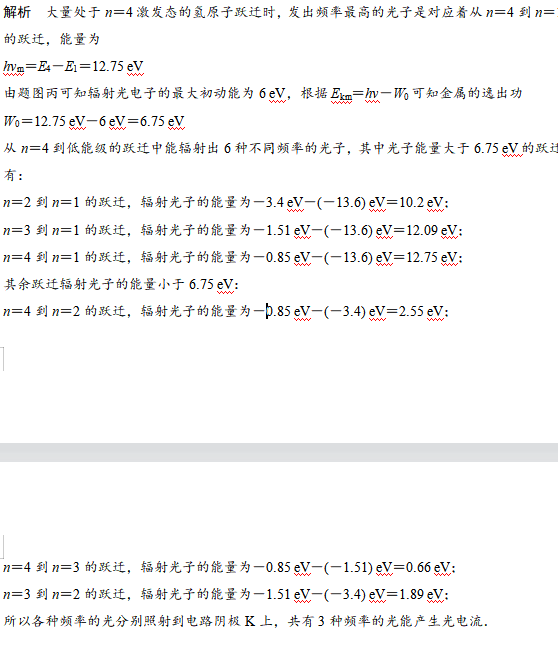 解析 大量处于 n=4 激发态的氢原子跃迁时，发出频率最高的光子是对应着从 n=4 到 n=
的跃迁，能量为
hνm=E4-E1=12.75 eV
由题图丙可知辐射光电子的最大初动能为 6 eV，根据 Ekm=hν-W0 可知金属的逸出功
W0=12.75 eV-6 eV=6.75 eV
从 n=4 到低能级的跃迁中能辐射出 6 种不同频率的光子，其中光子能量大于 6.75 eV 的跃迁
有：
n=2 到 n=1 的跃迁，辐射光子的能量为-3.4 eV-(-13.6) eV=10.2 eV；
n=3 到 n=1 的跃迁，辐射光子的能量为-1.51 eV-(-13.6) eV=12.09 eV；
n=4 到 n=1 的跃迁，辐射光子的能量为-0.85 eV-(-13.6) eV=12.75 eV；
其余跃迁辐射光子的能量小于 6.75 eV：
n=4 到 n=2 的跃迁，辐射光子的能量为-0.85 eV-(-3.4) eV=2.55 eV；
n=4 到 n=3 的跃迁，辐射光子的能量为-0.85 eV-(-1.51) eV=0.66 eV；
n=3 到 n=2 的跃迁，辐射光子的能量为-1.51 eV-(-3.4) eV=1.89 eV；
所以各种频率的光分别照射到电路阴极 K 上，共有 3 种频率的光能产生光电流．